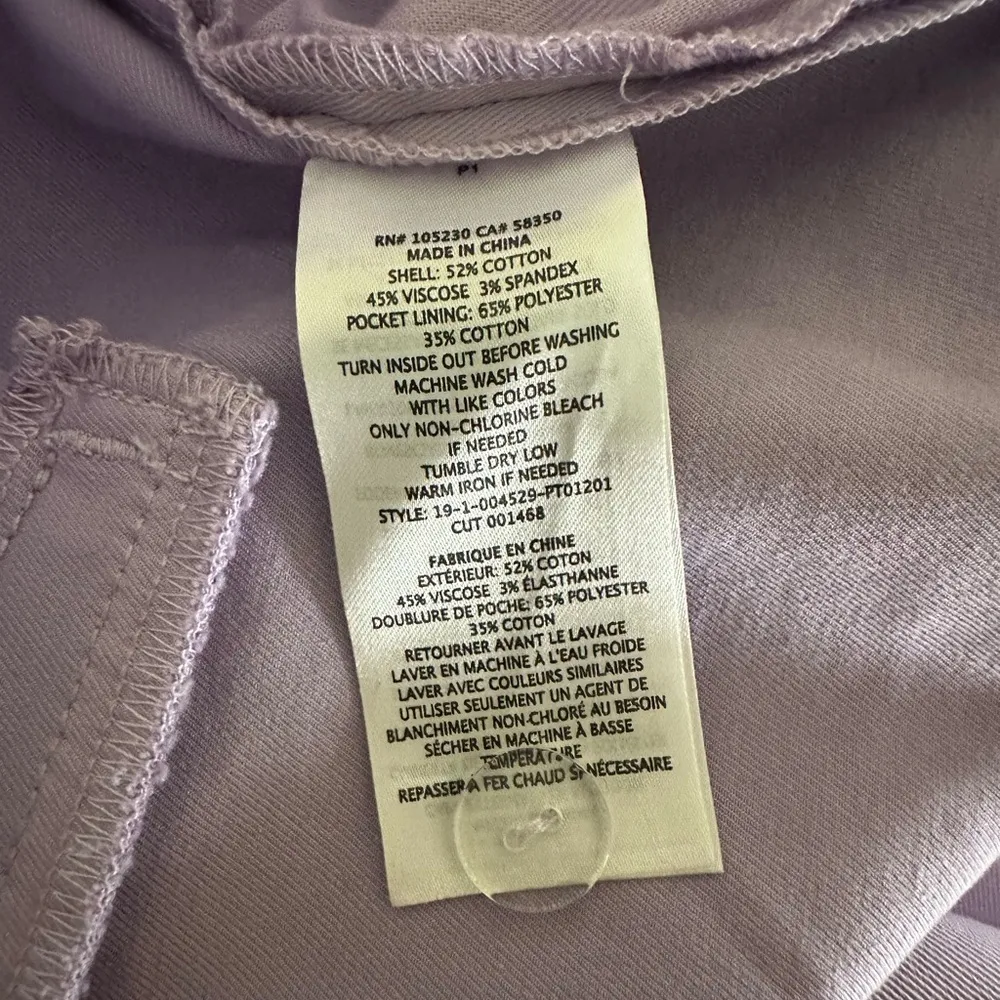 P1
RN# 105230 CA# 58350
MADE IN CHINA
SHELL: 52% COTTON
45% VISCOSE 3% SPANDEX
POCKET LINING: 65% POLYESTER
35% COTTON
TURN INSIDE OUT BEFORE WASHING
MACHINE WASH COLD
WITH LIKE COLORS
ONLY NON-CHLORINE BLEACH
IF NEEDED
TUMBLE DRY LOW
WARM IRON IF NEEDED
STYLE: 19-1-004529-PT01201
CUT 001468
FABRIQUE EN CHINE
EXTÉRIEUR: 52% COTON
45% VISCOSE 3% ÉLASTHANNE
DOUBLURE DE POCHE: 65% POLYESTER
35% COTON
RETOURNER AVANT LE LAVAGE
LAVER EN MACHINE À L'EAU FROIDE
LAVER AVEC COULEURS SIMILAIRES
UTILISER SEULEMENT UN AGENT DE
BLANCHIMENT NON-CHLORÉ AU BESOIN
SÉCHER EN MACHINE À BASSE
TEMPÉRATURE
REPASSER À FER CHAUD SI NÉCESSAIRE